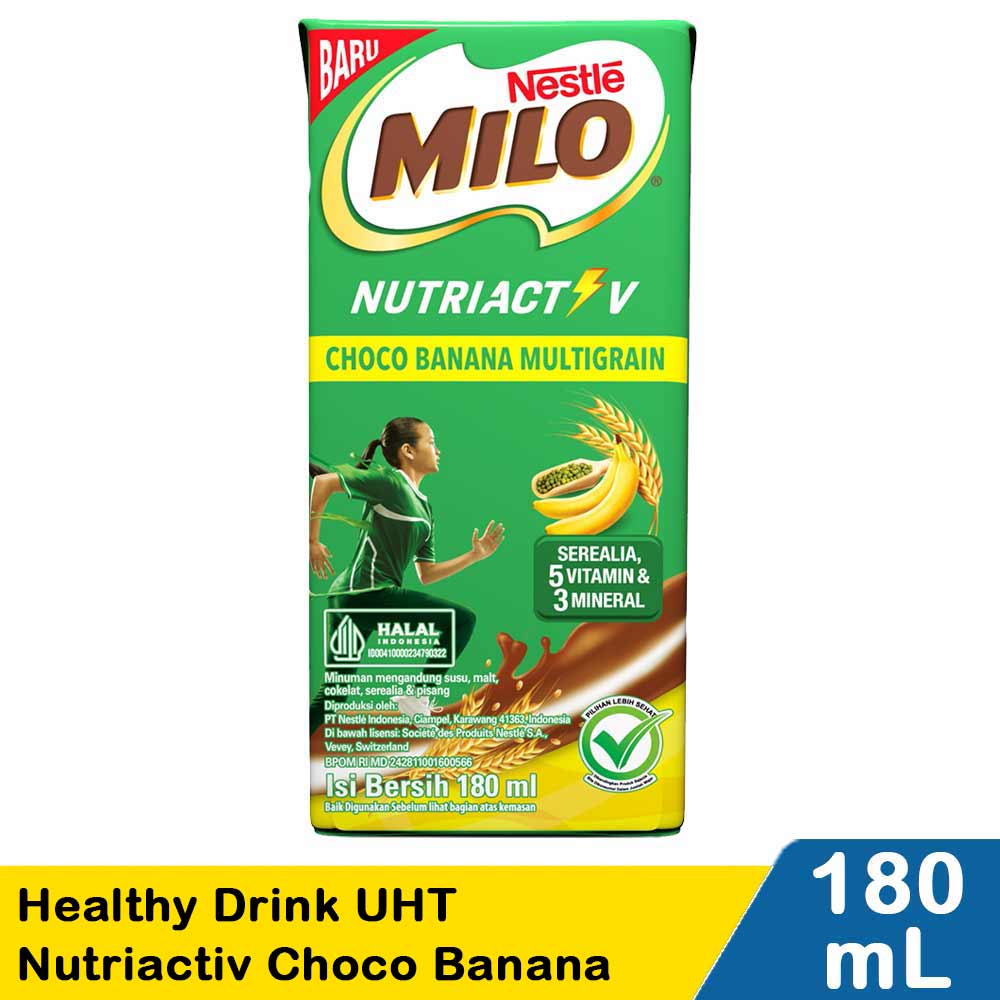 BARU
Nestlé
MILO
®
NUTRIACTV
CHOCO BANANA MULTIGRAIN
SEREALIA,
5 VITAMIN &
3 MINERAL
HALAL
INDONESIA
ID00410000234790322
Minuman mengandung susu, malt,
cokelat, serealia & pisang
Diproduksi oleh:
PT Nestlé Indonesia, Ciampel, Karawang 41363, Indonesia
Di bawah lisensi: Société des Produits Nestlé S.A.,
Vevey, Switzerland
BPOM RI MD 242811001600566
Isi Bersih 180 ml
Baik Digunakan Sebelum lihat bagian atas kemasan
PILIHAN LEBIH SEHAT
Healthy Drink UHT
Nutriactiv Choco Banana
180
mL